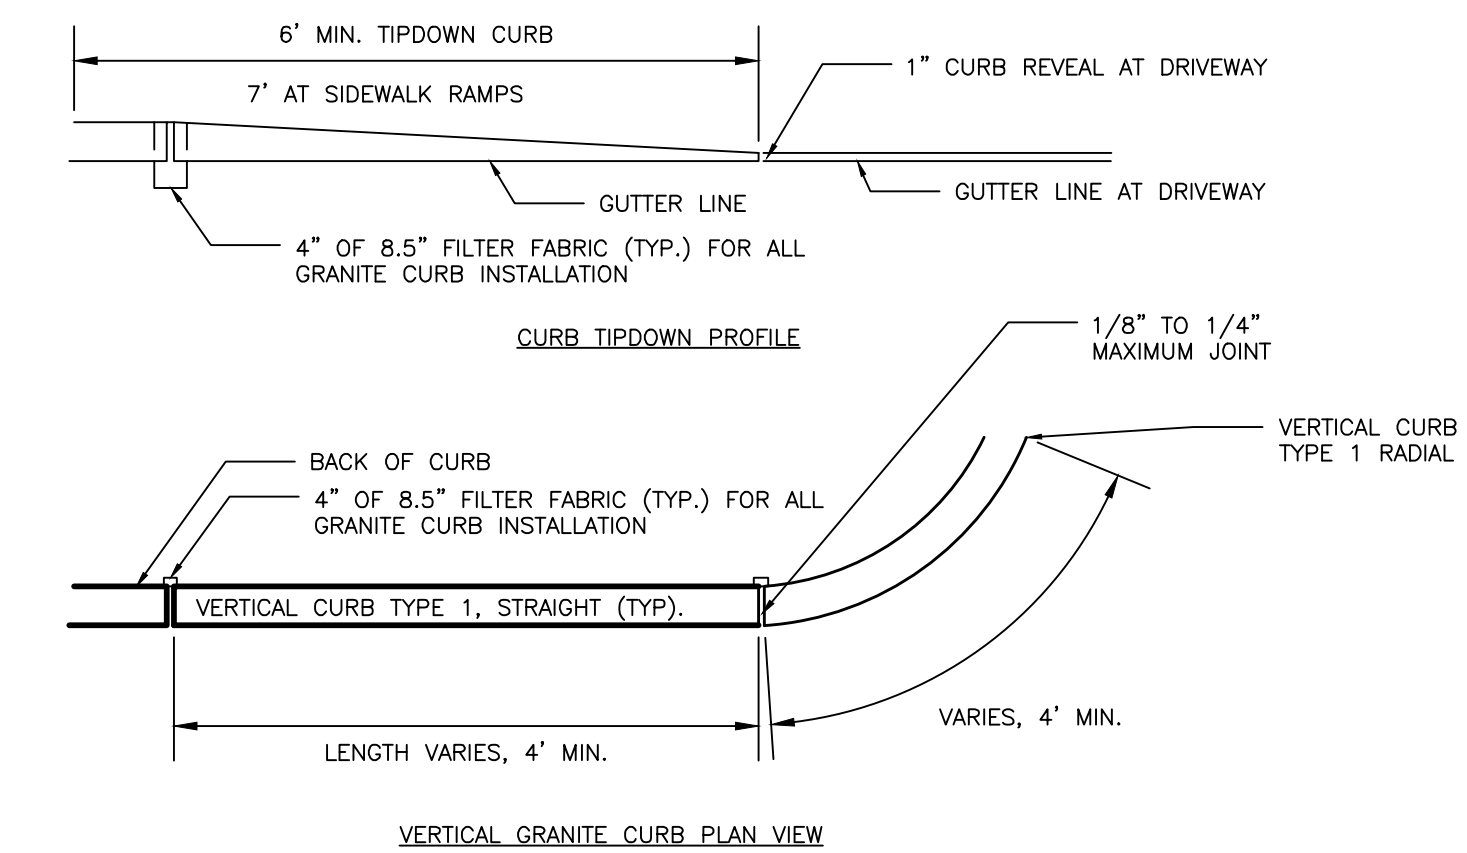 6’ MIN. TIPDOWN CURB
7’ AT SIDEWALK RAMPS
1” CURB REVEAL AT DRIVEWAY
GUTTER LINE AT DRIVEWAY
GUTTER LINE
4” OF 8.5” FILTER FABRIC (TYP.) FOR ALL
GRANITE CURB INSTALLATION
CURB TIPDOWN PROFILE
1/8” TO 1/4”
MAXIMUM JOINT
VERTICAL CURB
TYPE 1 RADIAL
BACK OF CURB
4” OF 8.5” FILTER FABRIC (TYP.) FOR ALL
GRANITE CURB INSTALLATION
VERTICAL CURB TYPE 1, STRAIGHT (TYP).
VARIES, 4’ MIN.
LENGTH VARIES, 4’ MIN.
VERTICAL GRANITE CURB PLAN VIEW